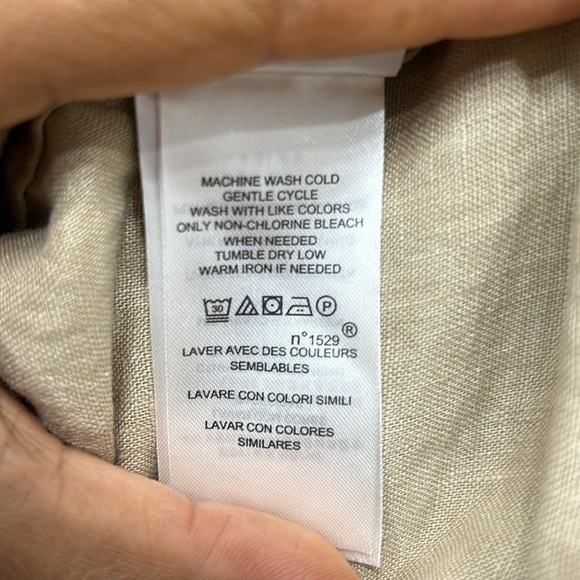 MACHINE WASH COLD
GENTLE CYCLE
WASH WITH LIKE COLORS
ONLY NON-CHLORINE BLEACH
WHEN NEEDED
TUMBLE DRY LOW
WARM IRON IF NEEDED
30 P
n°1529 ®
LAVER AVEC DES COULEURS
SEMBLABLES
LAVARE CON COLORI SIMILI
LAVAR CON COLORES
SIMILARES